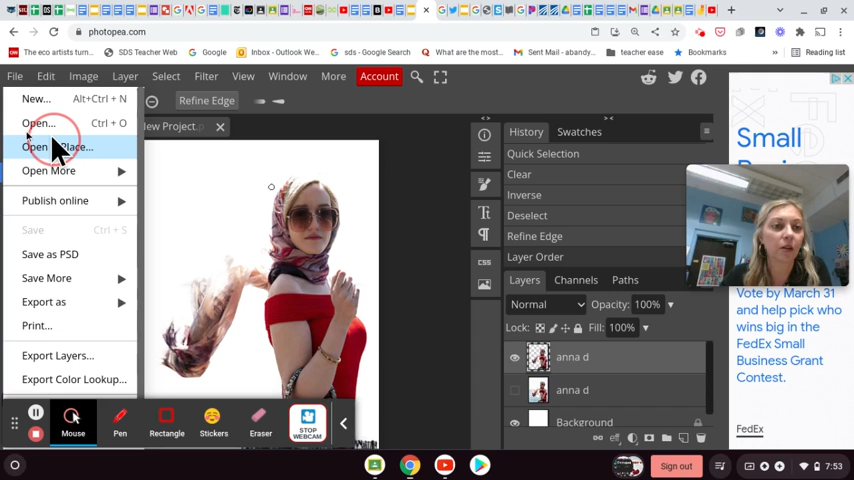 photopea.com
The eco artists turn...
SDS Teacher Web
Google
Inbox - Outlook We...
sds - Google Search
Q What are the most...
Sent Mail - abandy...
teacher ease
Bookmarks
Reading list
File Edit Image Layer Select Filter View Window More Account
New... Alt+Ctrl + N
Open... Ctrl + O
Open More
Publish online
Save Ctrl + S
Save as PSD
Save More
Export as
Print...
Export Layers...
Export Color Lookup...
Refine Edge
ew Project.p
History Swatches
Quick Selection
Clear
Inverse
Deselect
Refine Edge
Layer Order
Layers Channels Paths
Normal Opacity: 100%
Lock: Fill: 100%
anna d
anna d
Background
CSS
Small
Vote by March 31
and help pick who
wins big in the
FedEx Small
Business Grant
Contest.
FedEx
Mouse Pen Rectangle Stickers Eraser STOP WEBCAM
Sign out
7:53